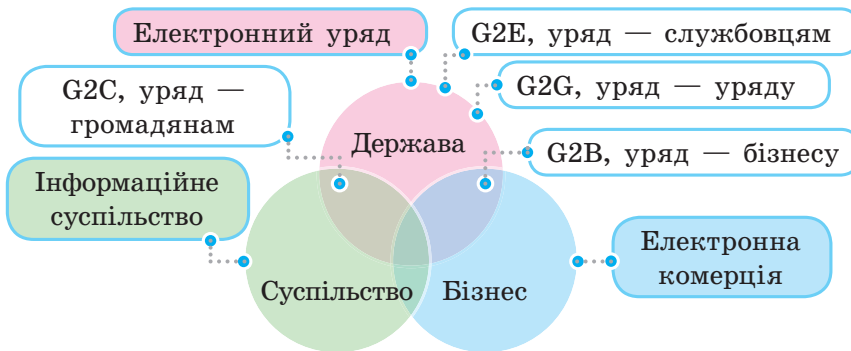 Електронний уряд
G2E, уряд — службовцям
G2C, уряд —
громадянам
G2G, уряд — уряду
Держава
G2B, уряд — бізнесу
Інформаційне
суспільство
Електронна
комерція
Суспільство
Бізнес